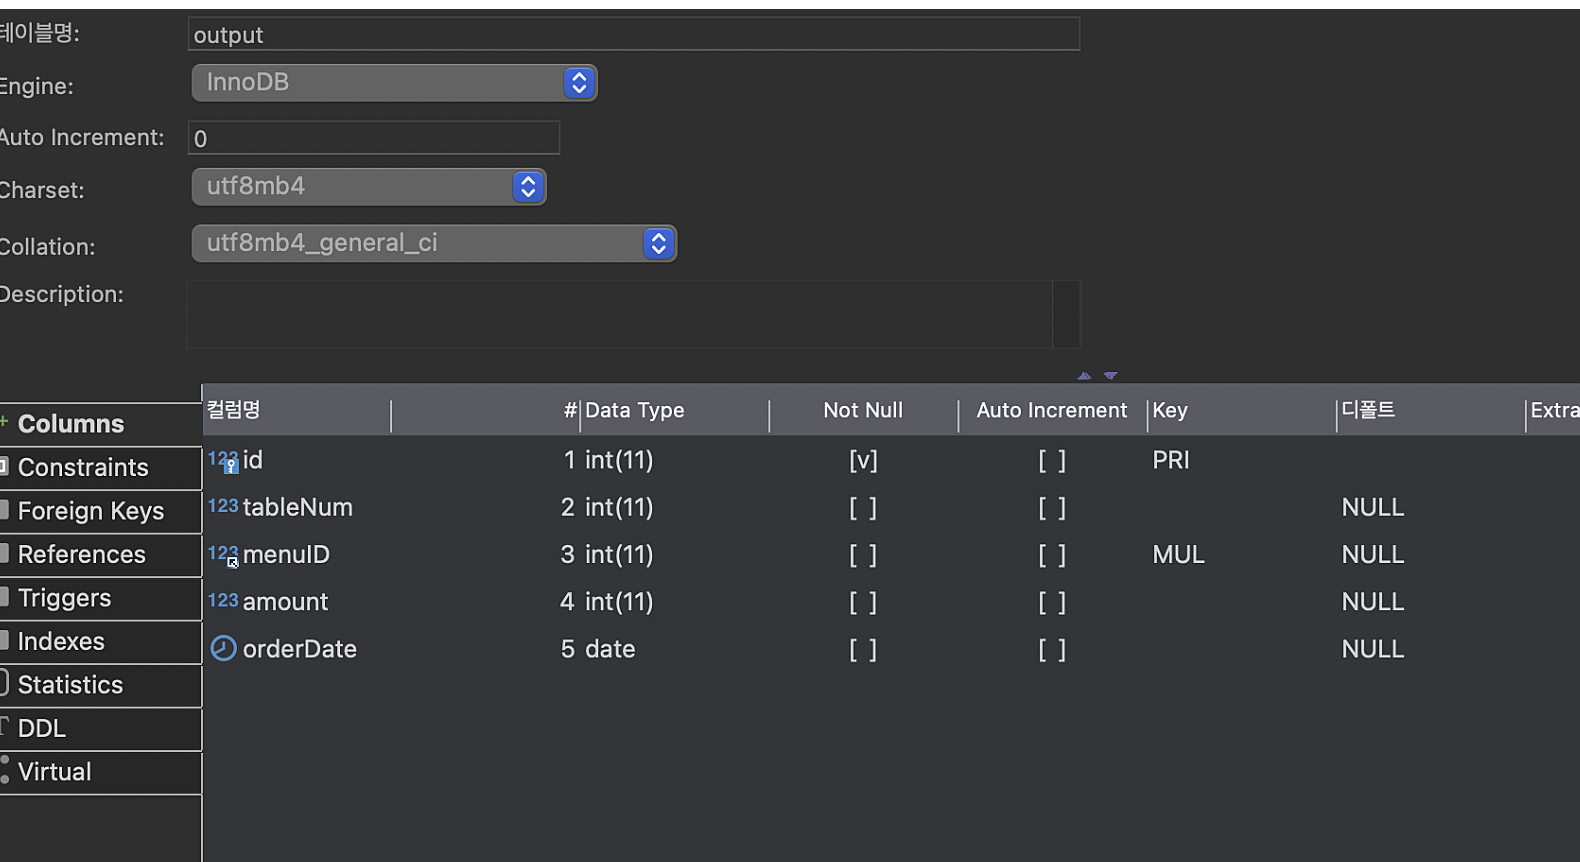 테이블명: output
Engine: InnoDB
Auto Increment: 0
Charset: utf8mb4
Collation: utf8mb4_general_ci
Description:
Columns
Constraints
Foreign Keys
References
Triggers
Indexes
Statistics
DDL
Virtual
컬럼명 # Data Type Not Null Auto Increment Key 디폴트 Extra
123 id 1 int(11) [v] [ ] PRI
123 tableNum 2 int(11) [ ] [ ] NULL
123 menuID 3 int(11) [ ] [ ] MUL NULL
123 amount 4 int(11) [ ] [ ] NULL
orderDate 5 date [ ] [ ] NULL